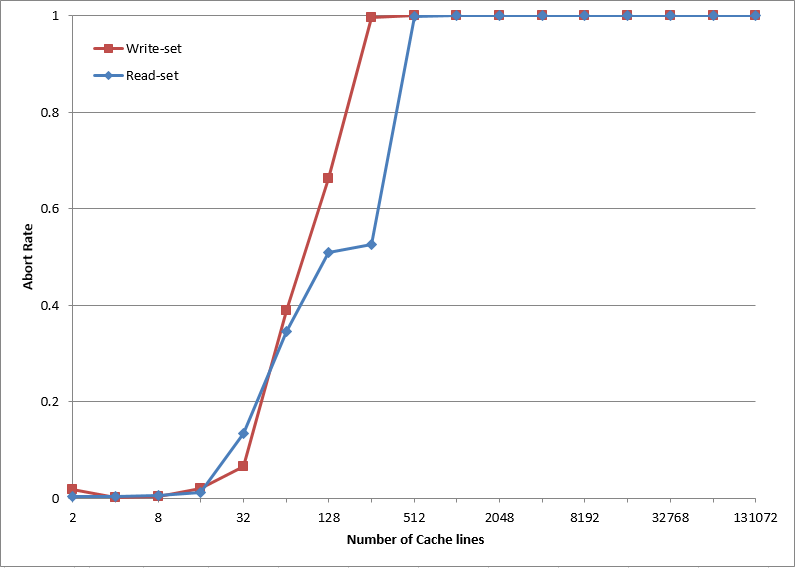 1
0.8
0.6
0.4
0.2
0
Abort Rate
Write-set
Read-set
2 8 32 128 512 2048 8192 32768 131072
Number of Cache lines